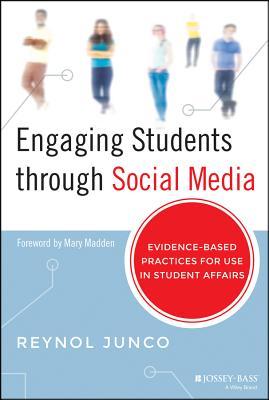 Engaging Students
through Social Media
Foreword by Mary Madden
EVIDENCE-BASED
PRACTICES FOR USE
IN STUDENT AFFAIRS
REYNOL JUNCO
JOSSEY-BASS
A Wiley Brand